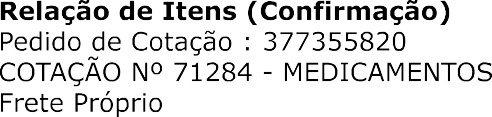 Relação de Itens (Confirmação)
Pedido de Cotação : 377355820
COTAÇÃO Nº 71284 - MEDICAMENTOS
Frete Próprio